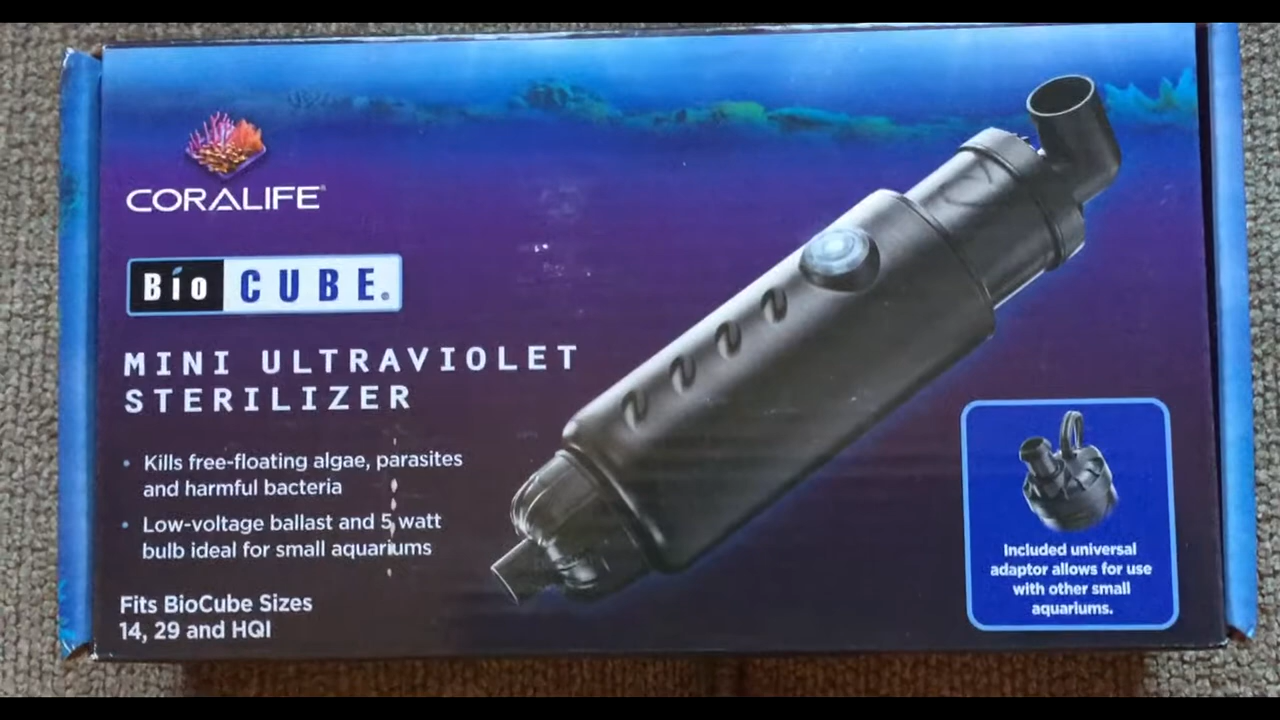 CORALIFE®
Bio CUBE®
MINI ULTRAVIOLET
STERILIZER
• Kills free-floating algae, parasites
and harmful bacteria
• Low-voltage ballast and 5 watt
bulb ideal for small aquariums
Fits BioCube Sizes
14, 29 and HQI
Included universal
adaptor allows for use
with other small
aquariums.